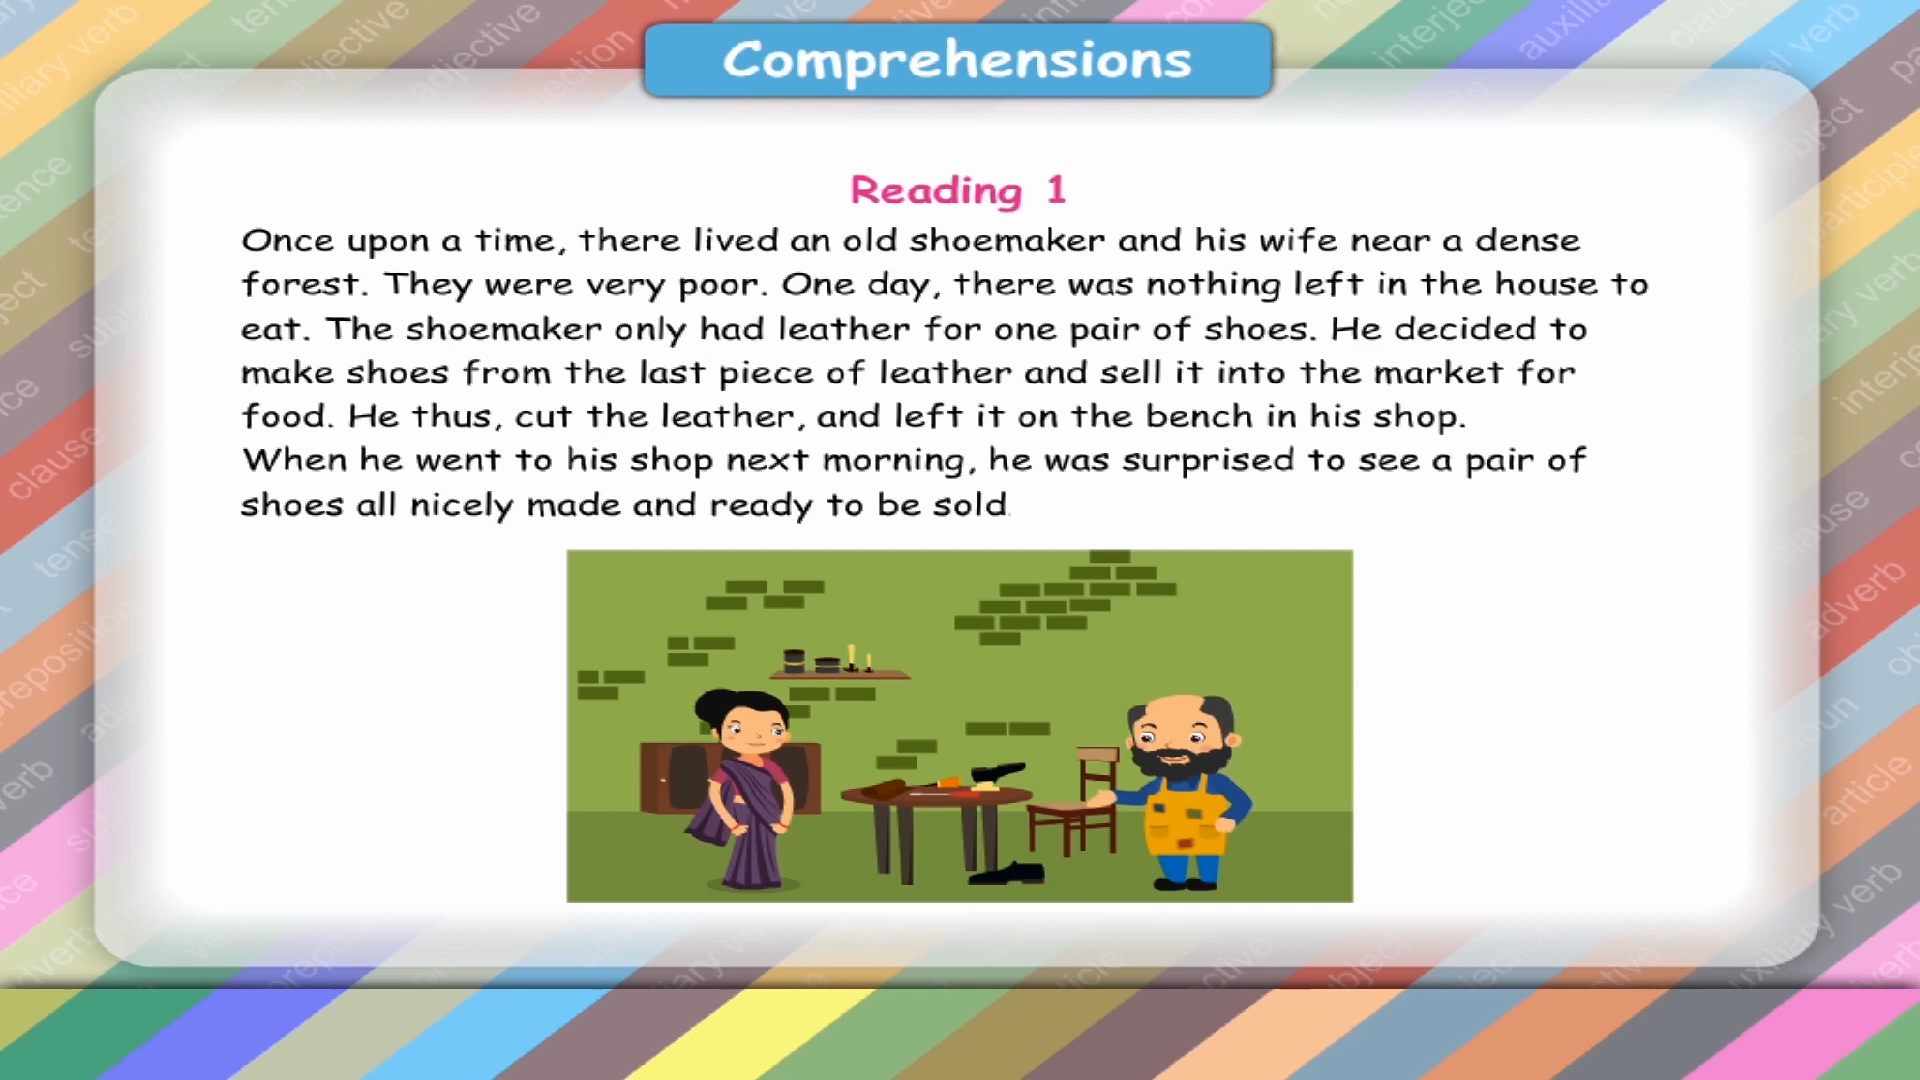 Comprehensions
Reading 1
Once upon a time, there lived an old shoemaker and his wife near a dense
forest. They were very poor. One day, there was nothing left in the house to
eat. The shoemaker only had leather for one pair of shoes. He decided to
make shoes from the last piece of leather and sell it into the market for
food. He thus, cut the leather, and left it on the bench in his shop.
When he went to his shop next morning, he was surprised to see a pair of
shoes all nicely made and ready to be sold.